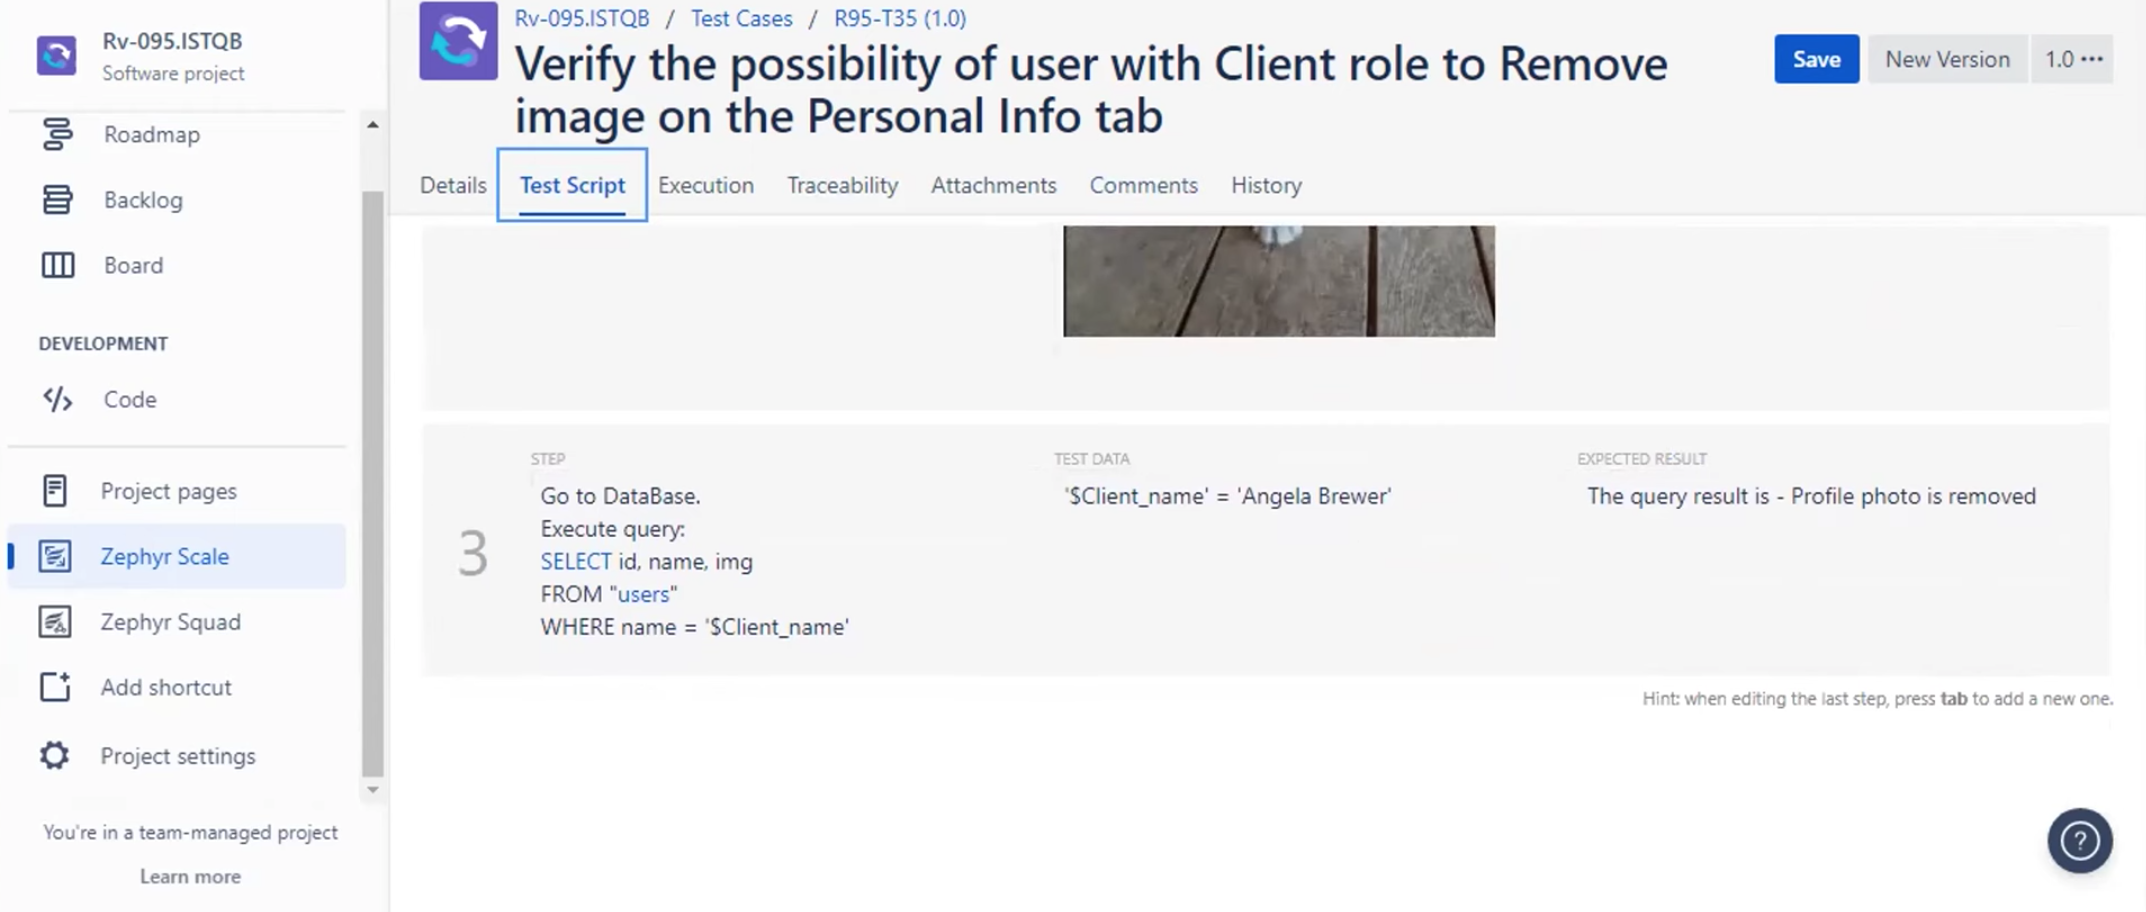 Rv-095.ISTQB
Software project
Roadmap
Backlog
Board
DEVELOPMENT
Code
Project pages
Zephyr Scale
Zephyr Squad
Add shortcut
Project settings
You're in a team-managed project
Learn more
Rv-095.ISTQB / Test Cases / R95-T35 (1.0)
Verify the possibility of user with Client role to Remove
image on the Personal Info tab
Save New Version 1.0 •••
Details Test Script Execution Traceability Attachments Comments History
3
STEP
Go to DataBase.
Execute query:
SELECT id, name, img
FROM "users"
WHERE name = '$Client_name'
TEST DATA
'$Client_name' = 'Angela Brewer'
EXPECTED RESULT
The query result is - Profile photo is removed
Hint: when editing the last step, press tab to add a new one.
?